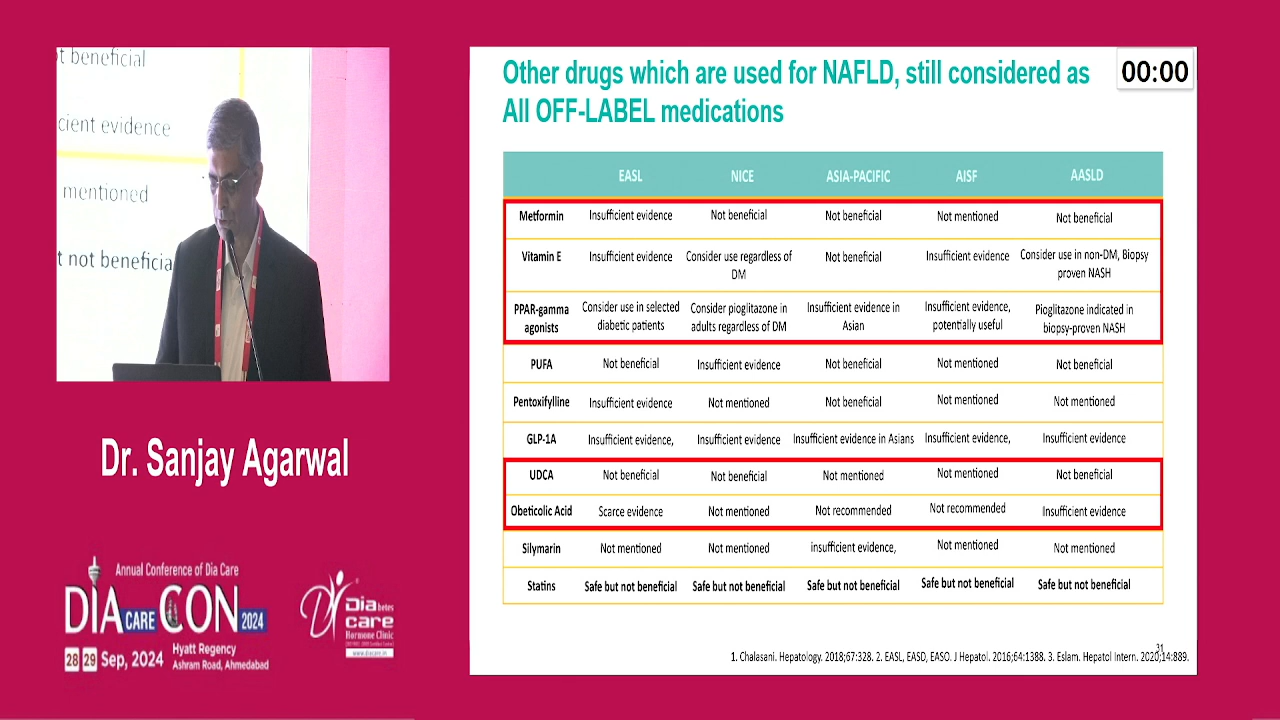 t beneficial
cient evidence
mentioned
t not beneficia
Dr. Sanjay Agarwal
Annual Conference of Dia Care
DIA CARE CON 2024
28 29 Sep, 2024
Hyatt Regency
Ashram Road, Ahmedabad
Diabetes
care
Hormone Clinic
www.diacare.in
Other drugs which are used for NAFLD, still considered as
All OFF-LABEL medications
00:00
EASL NICE ASIA-PACIFIC AISF AASLD
Metformin Insufficient evidence Not beneficial Not beneficial Not mentioned Not beneficial
Vitamin E Insufficient evidence Consider use regardless of DM Not beneficial Insufficient evidence Consider use in non-DM, Biopsy proven NASH
PPAR-gamma agonists Consider use in selected diabetic patients Consider pioglitazone in adults regardless of DM Insufficient evidence in Asian Insufficient evidence, potentially useful Pioglitazone indicated in biopsy-proven NASH
PUFA Not beneficial Insufficient evidence Not beneficial Not mentioned Not beneficial
Pentoxifylline Insufficient evidence Not mentioned Not beneficial Not mentioned Not mentioned
GLP-1A Insufficient evidence, Insufficient evidence Insufficient evidence in Asians Insufficient evidence, Insufficient evidence
UDCA Not beneficial Not beneficial Not mentioned Not mentioned Not beneficial
Obeticolic Acid Scarce evidence Not mentioned Not recommended Not recommended Insufficient evidence
Silymarin Not mentioned Not mentioned insufficient evidence, Not mentioned Not mentioned
Statins Safe but not beneficial Safe but not beneficial Safe but not beneficial Safe but not beneficial Safe but not beneficial
31
1. Chalasani. Hepatology. 2018;67:328. 2. EASL, EASD, EASO. J Hepatol. 2016;64:1388. 3. Eslam. Hepatol Intern. 2020;14:889.